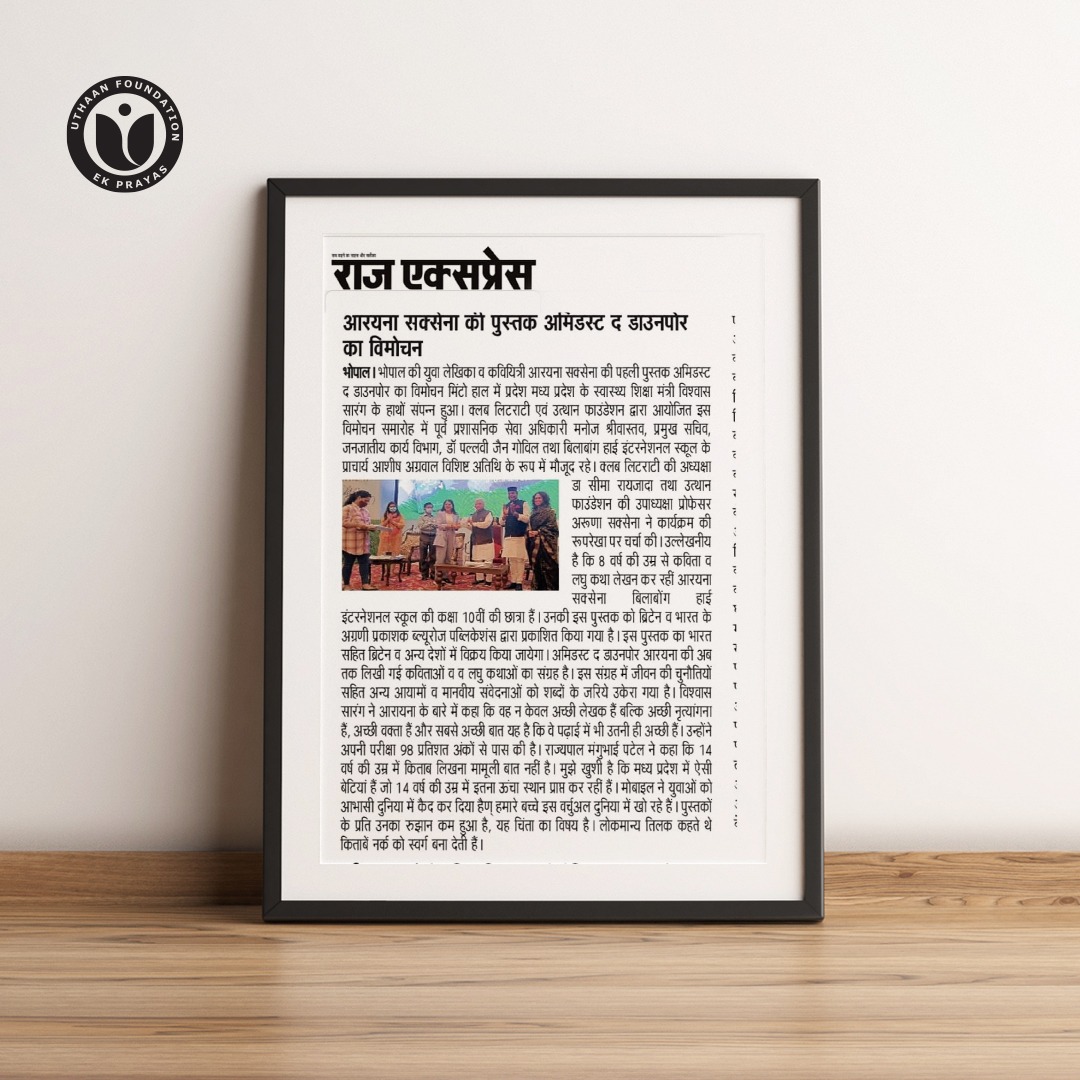 UTHAAN FOUNDATION
EK PRAYAS
राज एक्सप्रेस
आरयना सक्सेना की पुस्तक अमिडस्ट द डाउनपोर
का विमोचन
भोपाल। भोपाल की युवा लेखिका व कवियित्री आरयना सक्सेना की पहली पुस्तक अमिडस्ट
द डाउनपोर का विमोचन मिंटो हाल में प्रदेश मध्य प्रदेश के स्वास्थ्य शिक्षा मंत्री विश्वास
सारंग के हाथों संपन्न हुआ। क्लब लिटराटी एवं उत्थान फाउंडेशन द्वारा आयोजित इस
विमोचन समारोह में पूर्व प्रशासनिक सेवा अधिकारी मनोज श्रीवास्तव, प्रमुख सचिव,
जनजातीय कार्य विभाग, डॉ पल्लवी जैन गोविल तथा बिलाबांग हाई इंटरनेशनल स्कूल के
प्राचार्य आशीष अग्रवाल विशिष्ट अतिथि के रूप में मौजूद रहे। क्लब लिटराटी की अध्यक्षा
डा सीमा रायजादा तथा उत्थान
फाउंडेशन की उपाध्यक्षा प्रोफेसर
अरूणा सक्सेना ने कार्यक्रम की
रूपरेखा पर चर्चा की। उल्लेखनीय
है कि 8 वर्ष की उम्र से कविता व
लघु कथा लेखन कर रहीं आरयना
सक्सेना बिलाबोंग हाई
इंटरनेशनल स्कूल की कक्षा 10वीं की छात्रा हैं। उनकी इस पुस्तक को ब्रिटेन व भारत के
अग्रणी प्रकाशक ब्ल्यूरोज पब्लिकेशंस द्वारा प्रकाशित किया गया है। इस पुस्तक का भारत
सहित ब्रिटेन व अन्य देशों में विक्रय किया जायेगा। अमिडस्ट द डाउनपोर आरयना की अब
तक लिखी गई कविताओं व व लघु कथाओं का संग्रह है। इस संग्रह में जीवन की चुनौतियों
सहित अन्य आयामों व मानवीय संवेदनाओं को शब्दों के जरिये उकेरा गया है। विश्वास
सारंग ने आरायना के बारे में कहा कि वह न केवल अच्छी लेखक हैं बल्कि अच्छी नृत्यांगना
हैं, अच्छी वक्ता हैं और सबसे अच्छी बात यह है कि वे पढ़ाई में भी उतनी ही अच्छी हैं। उन्होंने
अपनी परीक्षा 98 प्रतिशत अंकों से पास की है। राज्यपाल मंगुभाई पटेल ने कहा कि 14
वर्ष की उम्र में किताब लिखना मामूली बात नहीं है। मुझे खुशी है कि मध्य प्रदेश में ऐसी
बेटियां हैं जो 14 वर्ष की उम्र में इतना ऊंचा स्थान प्राप्त कर रहीं हैं। मोबाइल ने युवाओं को
आभासी दुनिया में कैद कर दिया हैण् हमारे बच्चे इस वर्चुअल दुनिया में खो रहे हैं। पुस्तकों
के प्रति उनका रुझान कम हुआ है, यह चिंता का विषय है। लोकमान्य तिलक कहते थे
किताबें नर्क को स्वर्ग बना देती हैं।